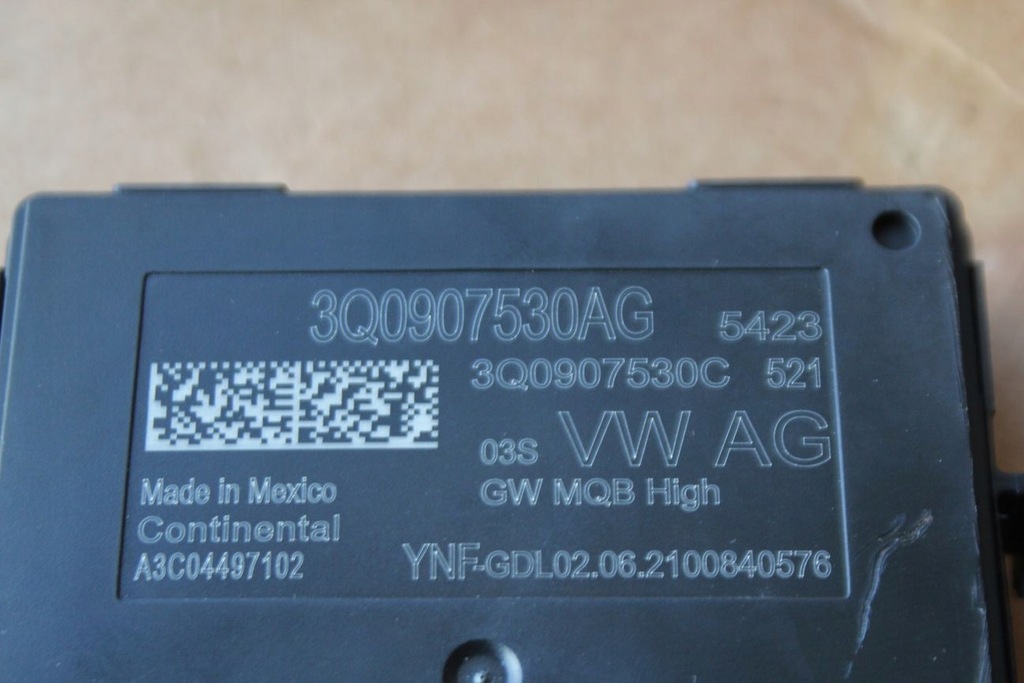 3Q0907530AG 5423
3Q0907530C 521
03S VW AG
GW MQB High
Made in Mexico
Continental
A3C04497102
YNF-GDL02.06.2100840576